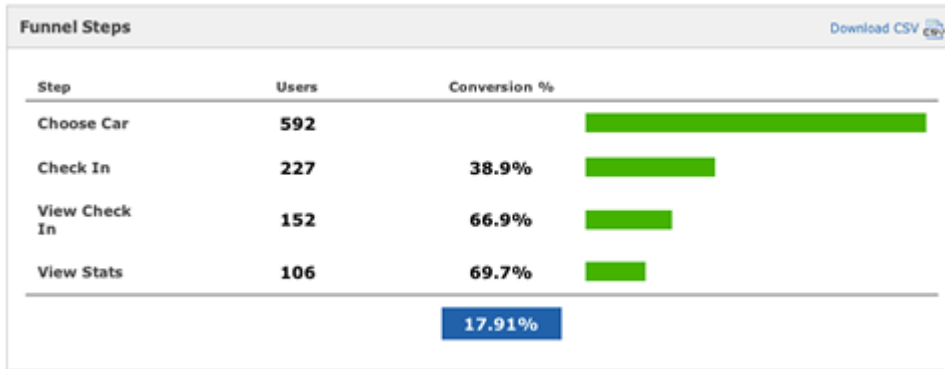 Funnel Steps
Download CSV CSV
Step Users Conversion %
Choose Car 592
Check In 227 38.9%
View Check
In 152 66.9%
View Stats 106 69.7%
17.91%